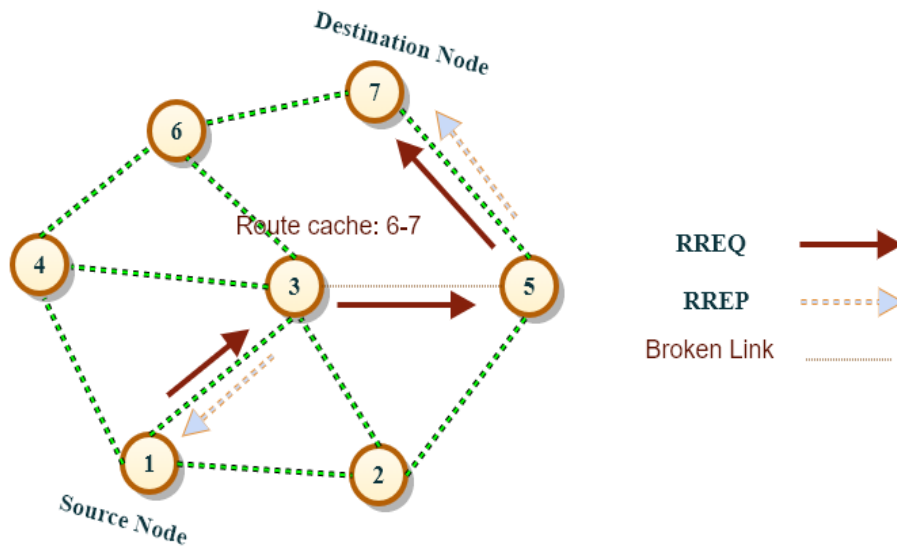 Destination Node
7
6
Route cache: 6-7
4
3
5
1
2
Source Node
RREQ
RREP
Broken Link